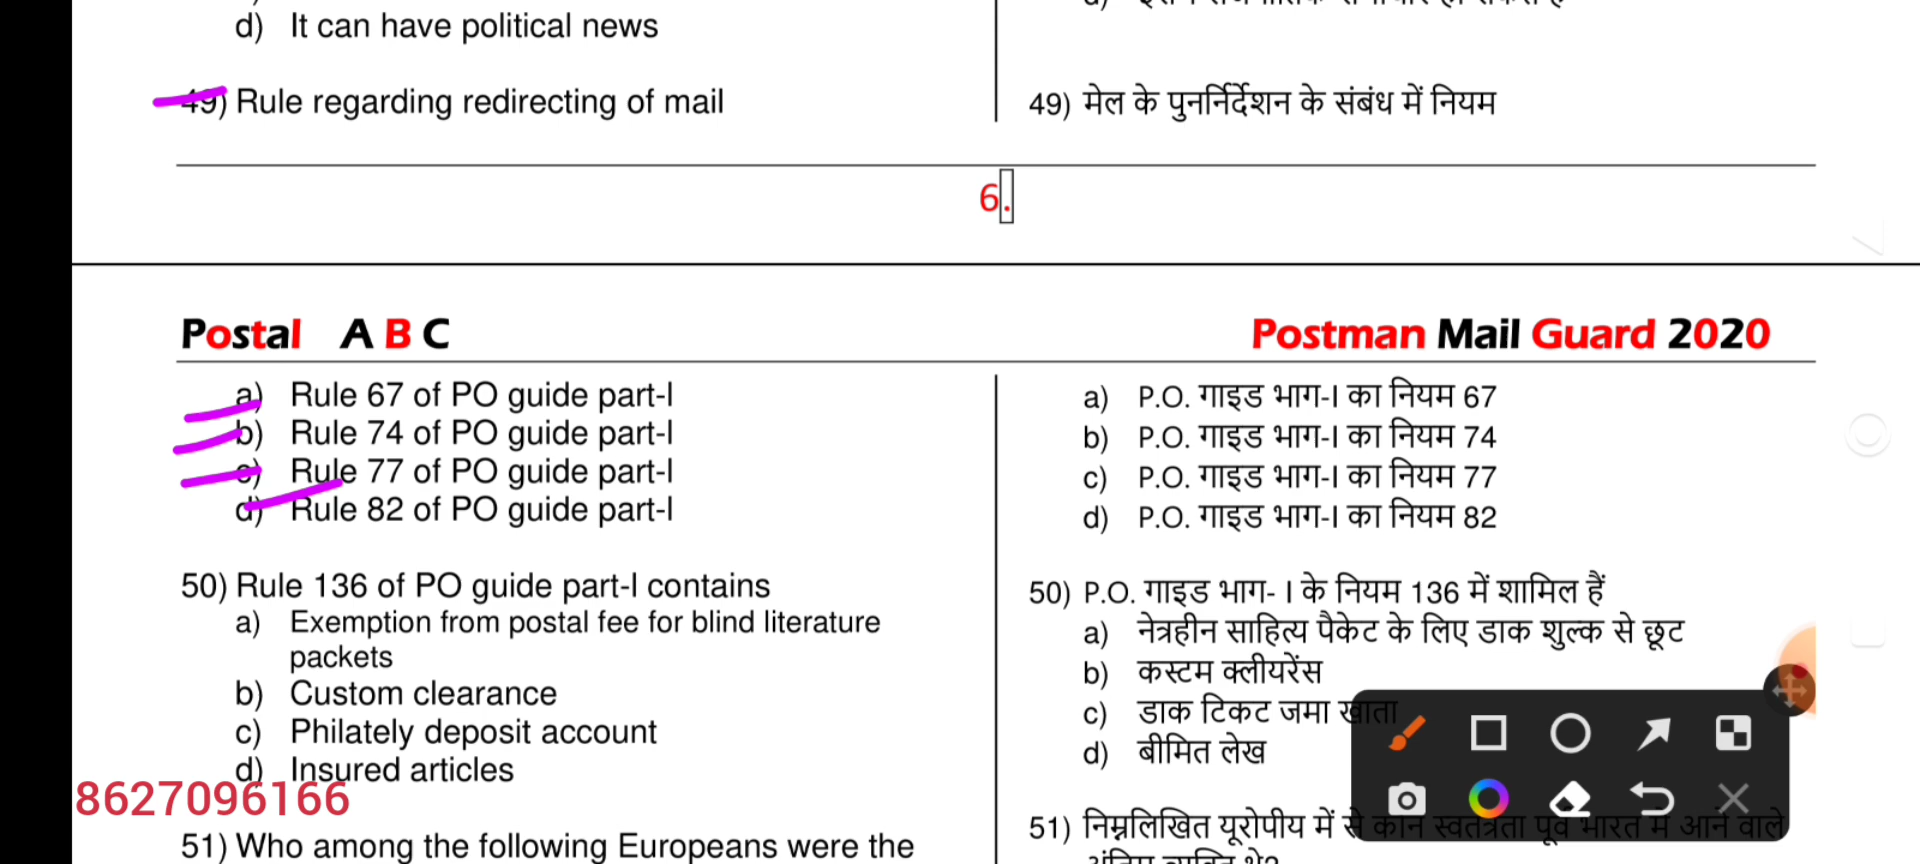 d) It can have political news
49) Rule regarding redirecting of mail
49) मेल के पुनर्निर्देशन के संबंध में नियम
6.
Postal A B C
Postman Mail Guard 2020
a) Rule 67 of PO guide part-I
b) Rule 74 of PO guide part-I
c) Rule 77 of PO guide part-I
d) Rule 82 of PO guide part-I
50) Rule 136 of PO guide part-I contains
a) Exemption from postal fee for blind literature
packets
b) Custom clearance
c) Philately deposit account
d) Insured articles
8627096166
51) Who among the following Europeans were the
a) P.O. गाइड भाग-I का नियम 67
b) P.O. गाइड भाग-I का नियम 74
c) P.O. गाइड भाग-I का नियम 77
d) P.O. गाइड भाग-I का नियम 82
50) P.O. गाइड भाग- I के नियम 136 में शामिल हैं
a) नेत्रहीन साहित्य पैकेट के लिए डाक शुल्क से छूट
b) कस्टम क्लीयरेंस
c) डाक टिकट जमा खाता
d) बीमित लेख
51) निम्नलिखित यूरोपीय में से कौन स्वतंत्रता पूर्व भारत में आने वाले